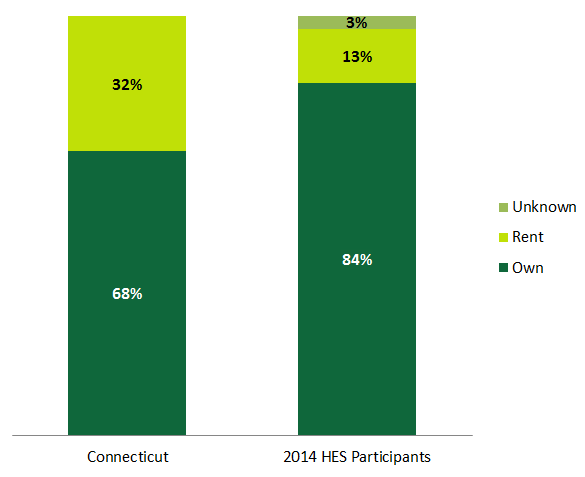 3%
32%
13%
Unknown
Rent
84%
Own
68%
Connecticut
2014 HES Participants